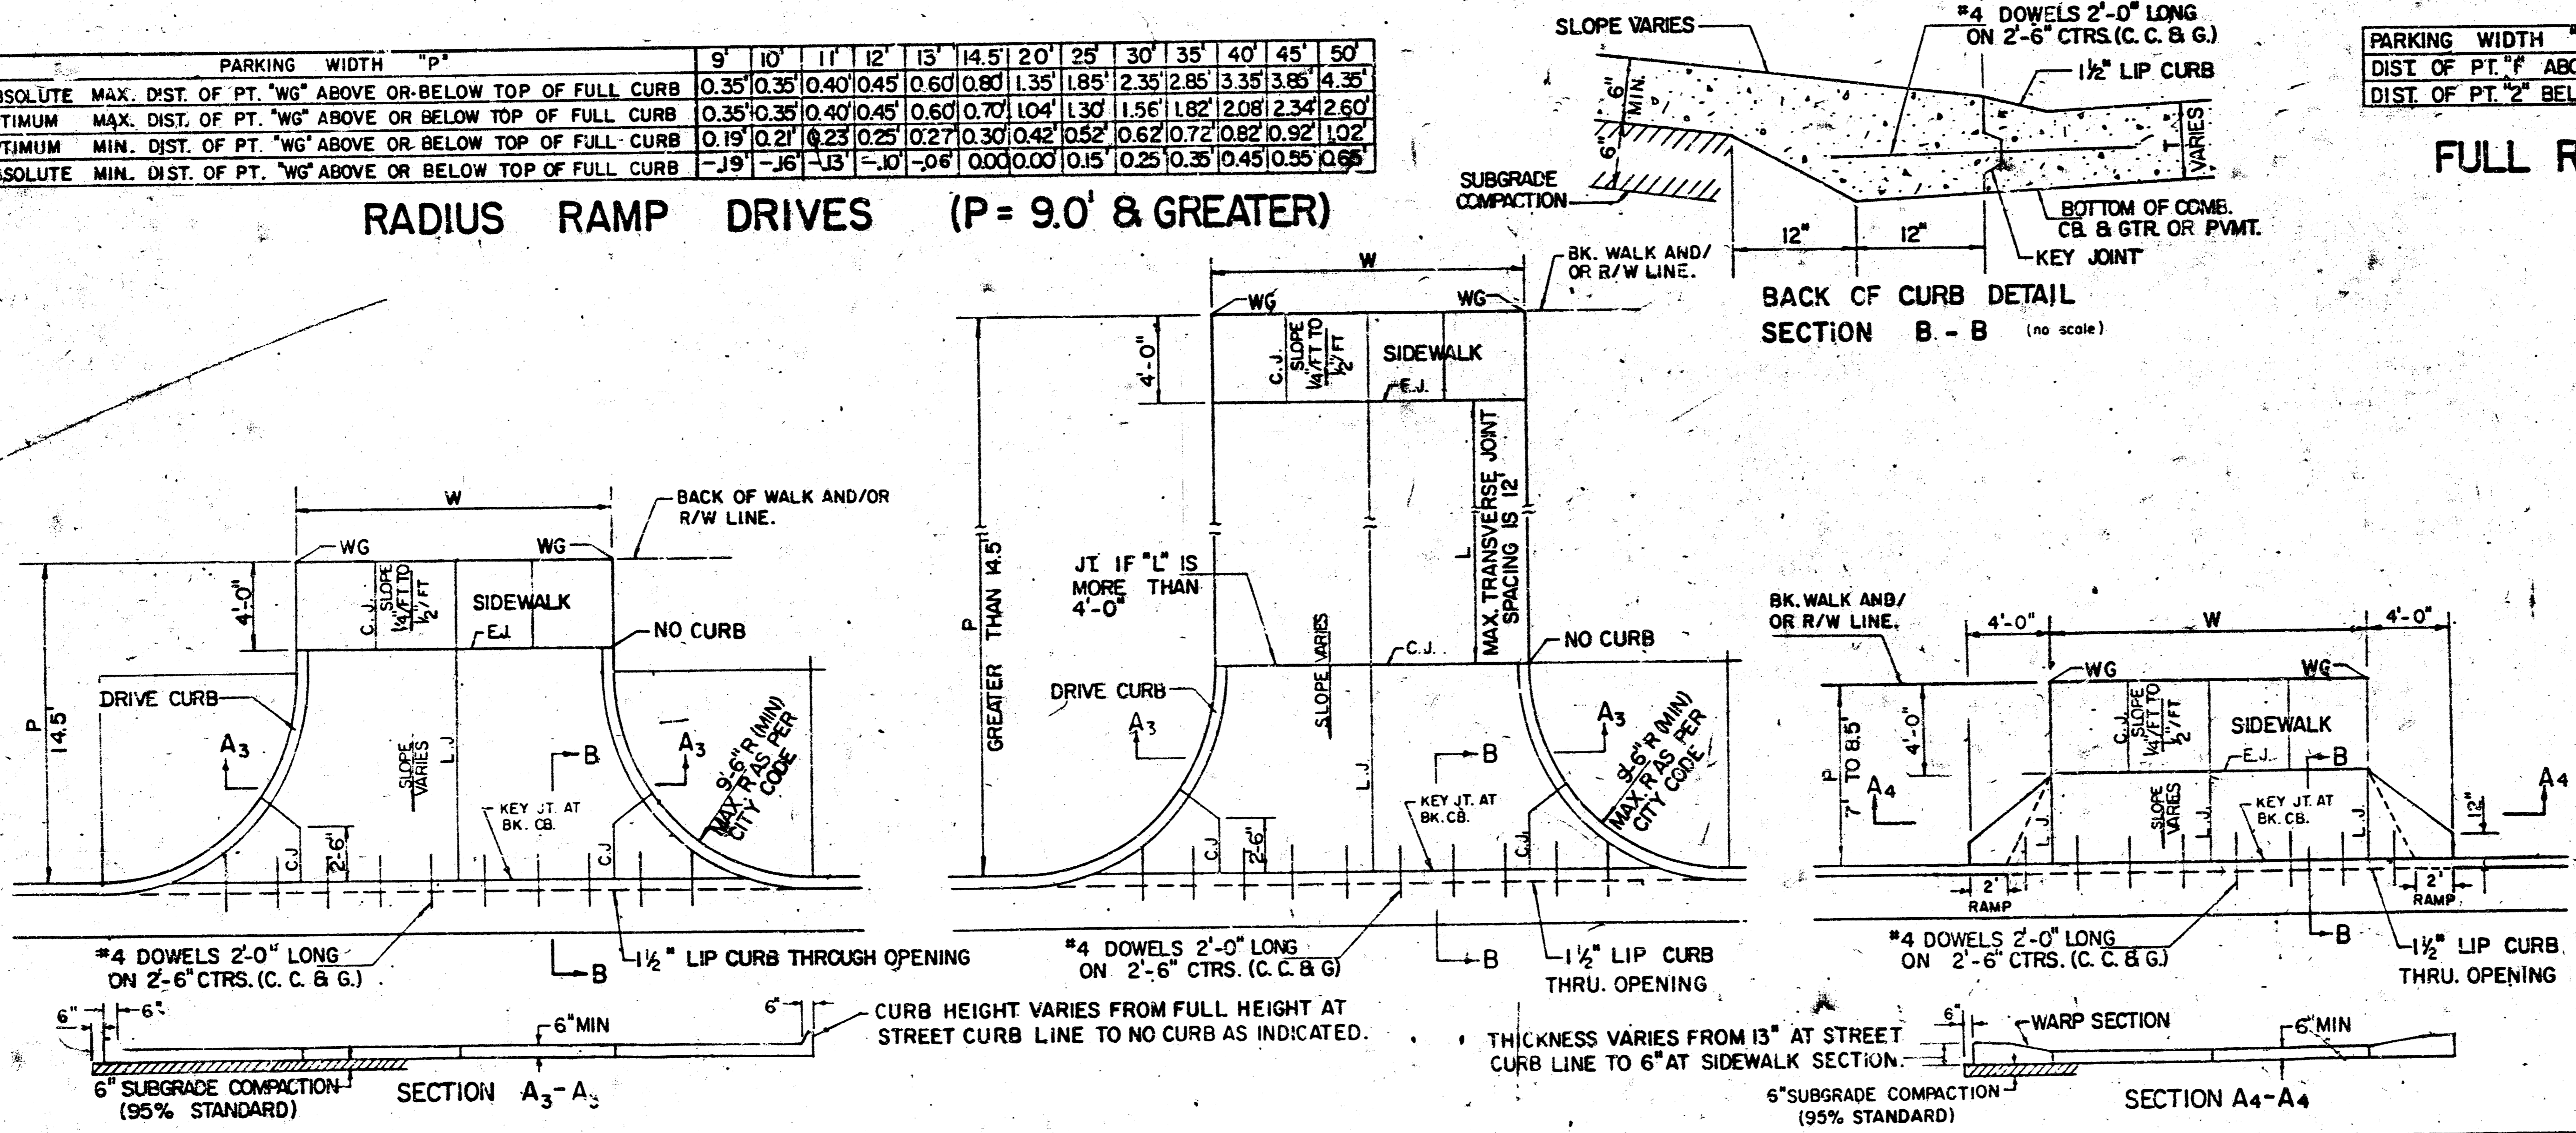 PARKING WIDTH "P" 9' 10' 11' 12' 13' 14.5' 20' 25' 30' 35' 40' 45' 50'
BSOLUTE MAX. DIST. OF PT. "WG" ABOVE OR BELOW TOP OF FULL CURB 0.35' 0.35' 0.40' 0.45' 0.60' 0.80' 1.35' 1.85' 2.35' 2.85' 3.35' 3.85' 4.35'
TIMUM MAX. DIST. OF PT. "WG" ABOVE OR BELOW TOP OF FULL CURB 0.35' 0.35' 0.40' 0.45' 0.60' 0.70' 1.04' 1.30' 1.56' 1.82' 2.08' 2.34' 2.60'
TIMUM MIN. DIST. OF PT. "WG" ABOVE OR BELOW TOP OF FULL CURB 0.19' 0.21' 0.23' 0.25' 0.27' 0.30' 0.42' 0.52' 0.62' 0.72' 0.82' 0.92' 1.02'
SOLUTE MIN. DIST. OF PT. "WG" ABOVE OR BELOW TOP OF FULL CURB -.19' -.16' -.13' -.10' -.06' 0.00' 0.00' 0.15' 0.25' 0.35' 0.45' 0.55' 0.65'
RADIUS RAMP DRIVES (P = 9.0' & GREATER)
SLOPE VARIES
#4 DOWELS 2'-0" LONG
ON 2'-6" CTRS. (C. C. & G.)
1½" LIP CURB
6" MIN.
6"
T VARIES
SUBGRADE
COMPACTION
12"
12"
BOTTOM OF COMB.
CB. & GTR. OR PVMT.
KEY JOINT
BACK OF CURB DETAIL
SECTION B - B (no scale)
PARKING WIDTH "
DIST. OF PT. "1" ABO
DIST. OF PT. "2" BEL
FULL R
W
BACK OF WALK AND/OR
R/W LINE.
WG
WG
4'-0"
C.J.
SLOPE
¼"/FT TO
½"/FT
SIDEWALK
E.J.
NO CURB
DRIVE CURB
P
14.5'
A3
A3
SLOPE
VARIES
L.J.
B
9'-6" R (MIN)
MAX. R AS PER
CITY CODE
KEY JT. AT
BK. CB.
C.J.
2'-6"
C.J.
#4 DOWELS 2'-0" LONG
ON 2'-6" CTRS. (C. C. & G.)
B
1½" LIP CURB THROUGH OPENING
6"
6"
6" MIN
6"
CURB HEIGHT VARIES FROM FULL HEIGHT AT
STREET CURB LINE TO NO CURB AS INDICATED.
6" SUBGRADE COMPACTION
(95% STANDARD)
SECTION A3-A3
W
BK. WALK AND/
OR R/W LINE.
WG
WG
4'-0"
C.J.
SLOPE
¼"/FT TO
½"/FT
SIDEWALK
E.J.
P
GREATER THAN 14.5'
JT. IF "L" IS
MORE THAN
4'-0"
L
MAX. TRANSVERSE JOINT
SPACING IS 12'
SLOPE VARIES
C.J.
NO CURB
DRIVE CURB
A3
A3
B
9'-6" R (MIN)
MAX. R AS PER
CITY CODE
L.J.
KEY JT. AT
BK. CB.
C.J.
2'-6"
C.J.
#4 DOWELS 2'-0" LONG
ON 2'-6" CTRS. (C. C. & G)
B
1½" LIP CURB
THRU. OPENING
BK. WALK AND/
OR R/W LINE.
4'-0"
W
4'-0"
WG
WG
P
7' TO 8.5'
4'-0"
C.J.
SLOPE
¼"/FT TO
½"/FT
SIDEWALK
E.J.
B
A4
A4
L.J.
SLOPE
VARIES
L.J.
KEY JT. AT
BK. CB.
L.J.
12"
2'
RAMP
2'
RAMP
#4 DOWELS 2'-0" LONG
ON 2'-6" CTRS. (C. C. & G.)
B
1½" LIP CURB
THRU. OPENING
THICKNESS VARIES FROM 13" AT STREET
CURB LINE TO 6" AT SIDEWALK SECTION.
6"
WARP SECTION
6" MIN
6" SUBGRADE COMPACTION
(95% STANDARD)
SECTION A4-A4